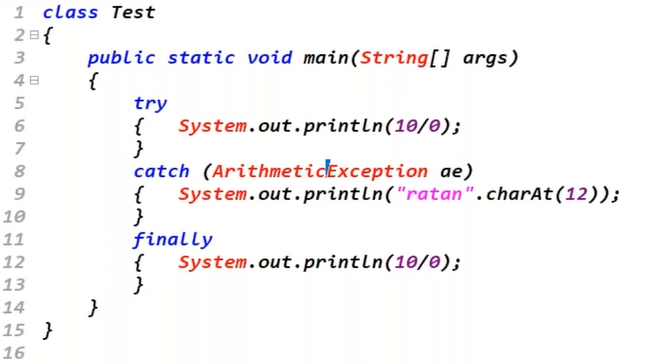 1 class Test
2 {
3 public static void main(String[] args)
4 {
5 try
6 { System.out.println(10/0);
7 }
8 catch (ArithmeticException ae)
9 { System.out.println("ratan".charAt(12));
10 }
11 finally
12 { System.out.println(10/0);
13 }
14 }
15 }
16